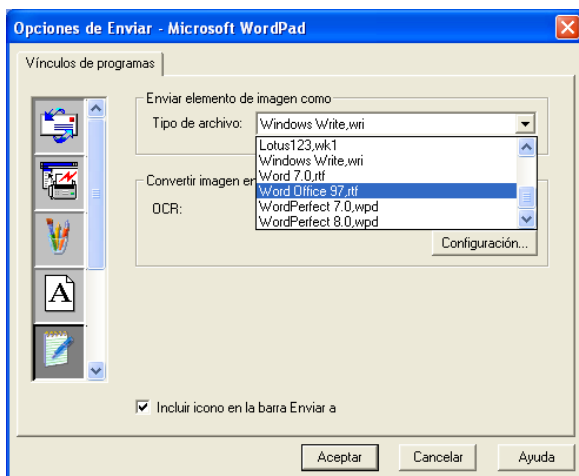 Opciones de Enviar - Microsoft WordPad
Vínculos de programas
Enviar elemento de imagen como
Tipo de archivo: Windows Write,wri
Lotus123,wk1
Windows Write,wri
Word 7.0,rtf
Word Office 97,rtf
WordPerfect 7.0,wpd
WordPerfect 8.0,wpd
Convertir imagen en
OCR:
Configuración...
A
Incluir icono en la barra Enviar a
Aceptar Cancelar Ayuda